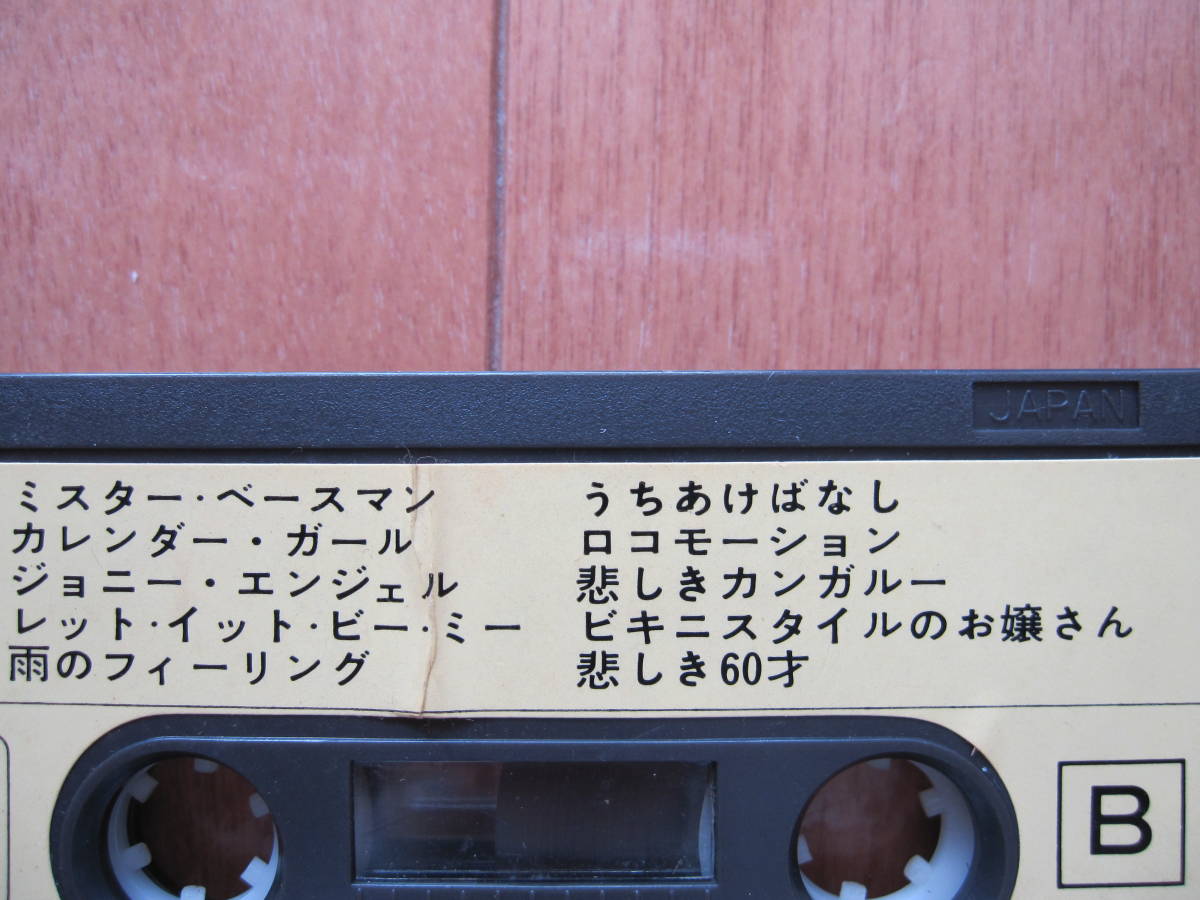 JAPAN
ミスター・ベースマン
カレンダー・ガール
ジョニー・エンジェル
レット・イット・ビー・ミー
雨のフィーリング
うちあけばなし
ロコモーション
悲しきカンガルー
ビキニスタイルのお嬢さん
悲しき60才
B